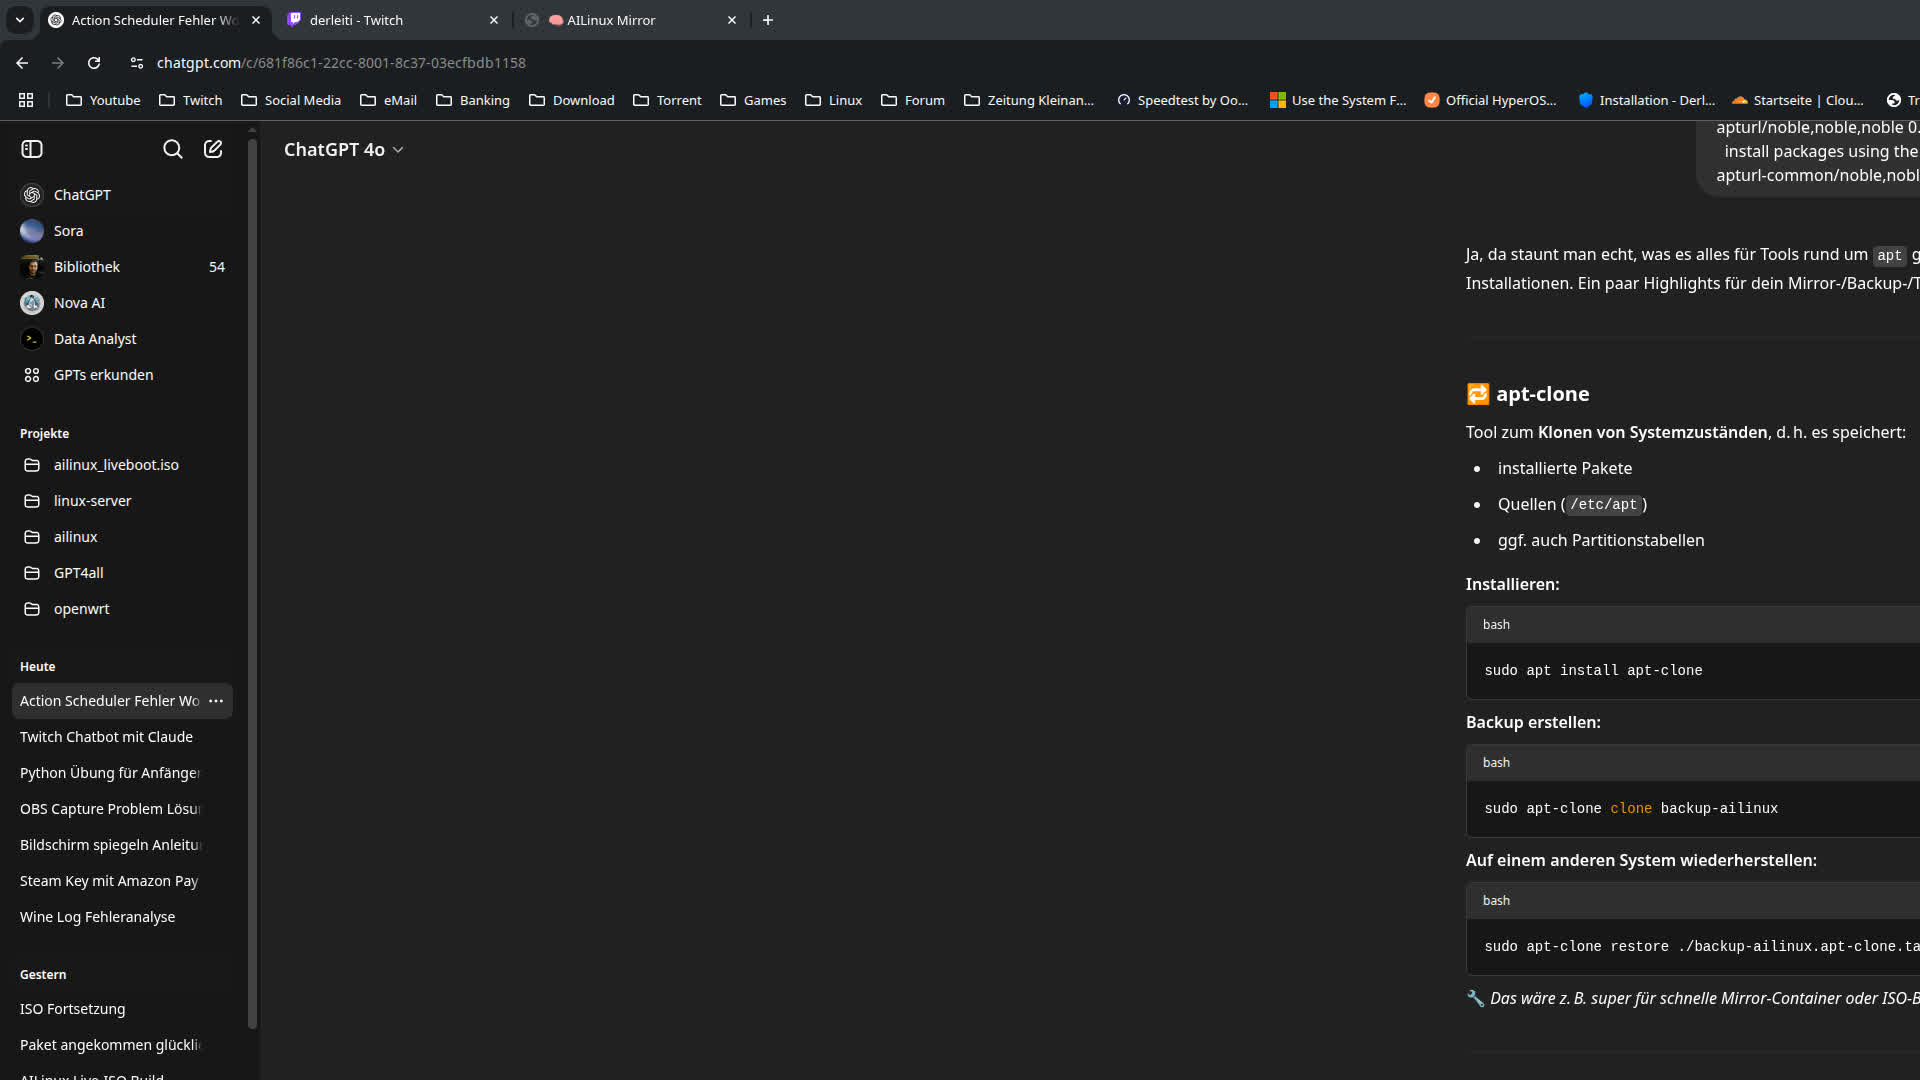 Action Scheduler Fehler Wo
derleiti - Twitch
AILinux Mirror
chatgpt.com/c/681f86c1-22cc-8001-8c37-03ecfbdb1158
Youtube
Twitch
Social Media
eMail
Banking
Download
Torrent
Games
Linux
Forum
Zeitung Kleinan...
Speedtest by Oo...
Use the System F...
Official HyperOS...
Installation - Derl...
Startseite | Clou...
Tr
ChatGPT 4o
ChatGPT
Sora
Bibliothek 54
Nova AI
Data Analyst
GPTs erkunden
Projekte
ailinux_liveboot.iso
linux-server
ailinux
GPT4all
openwrt
Heute
Action Scheduler Fehler Wo
Twitch Chatbot mit Claude
Python Übung für Anfänger
OBS Capture Problem Lösu
Bildschirm spiegeln Anleitu
Steam Key mit Amazon Pay
Wine Log Fehleranalyse
Gestern
ISO Fortsetzung
Paket angekommen glückli
AILinux Live ISO Build
apturl/noble,noble,noble 0.
install packages using the
apturl-common/noble,nobl
Ja, da staunt man echt, was es alles für Tools rund um apt g
Installationen. Ein paar Highlights für dein Mirror-/Backup-/T
🔁 apt-clone
Tool zum Klonen von Systemzuständen, d. h. es speichert:
• installierte Pakete
• Quellen (/etc/apt)
• ggf. auch Partitionstabellen
Installieren:
bash
sudo apt install apt-clone
Backup erstellen:
bash
sudo apt-clone clone backup-ailinux
Auf einem anderen System wiederherstellen:
bash
sudo apt-clone restore ./backup-ailinux.apt-clone.ta
🔧 Das wäre z. B. super für schnelle Mirror-Container oder ISO-B